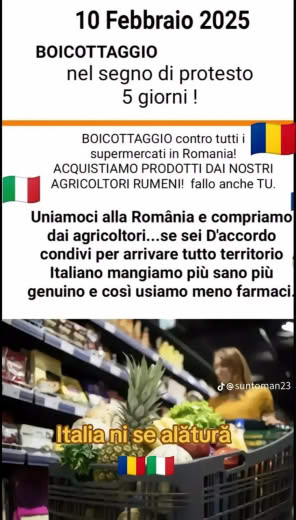 10 Febbraio 2025
BOICOTTAGGIO
nel segno di protesto
5 giorni !
BOICOTTAGGIO contro tutti i
supermercati in Romania!
ACQUISTIAMO PRODOTTI DAI NOSTRI
AGRICOLTORI RUMENI! fallo anche TU.
Uniamoci alla România e compriamo
dai agricoltori...se sei D'accordo
condivi per arrivare tutto territorio
Italiano mangiamo più sano più
genuino e così usiamo meno farmaci.
@suntoman23
Italia ni se alătură